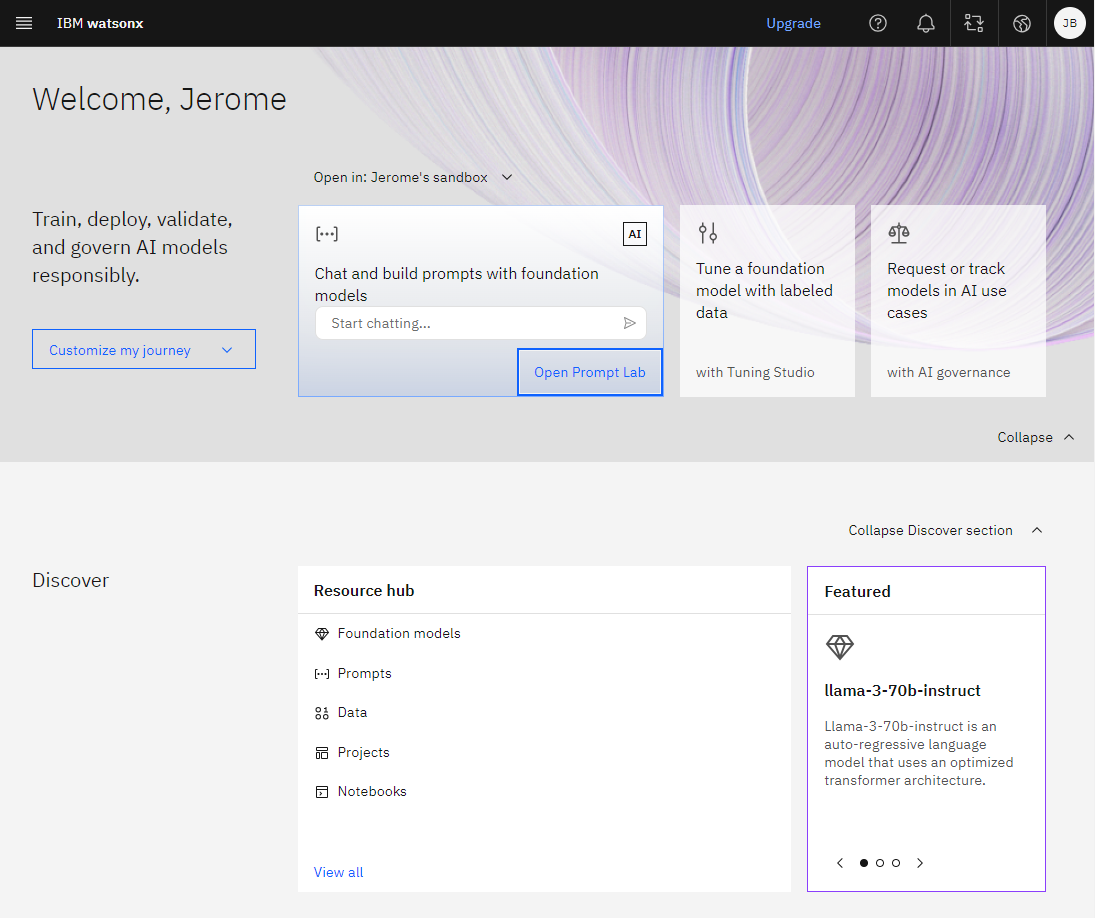 IBM watsonx
Upgrade
JB
Welcome, Jerome
Open in: Jerome's sandbox
Train, deploy, validate,
and govern AI models
responsibly.
Customize my journey
AI
Chat and build prompts with foundation
models
Start chatting...
Open Prompt Lab
Tune a foundation
model with labeled
data
with Tuning Studio
Request or track
models in AI use
cases
with AI governance
Collapse
Collapse Discover section
Discover
Resource hub
Foundation models
Prompts
Data
Projects
Notebooks
View all
Featured
llama-3-70b-instruct
Llama-3-70b-instruct is an
auto-regressive language
model that uses an optimized
transformer architecture.